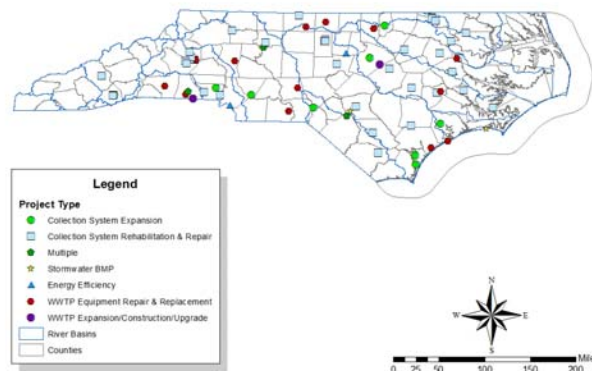 Legend
Project Type
Collection System Expansion
Collection System Rehabilitation & Repair
Multiple
Stormwater BMP
Energy Efficiency
WWTP Equipment Repair & Replacement
WWTP Expansion/Construction/Upgrade
River Basins
Counties
N
W E
S
Mile
0 25 50 100 150 200